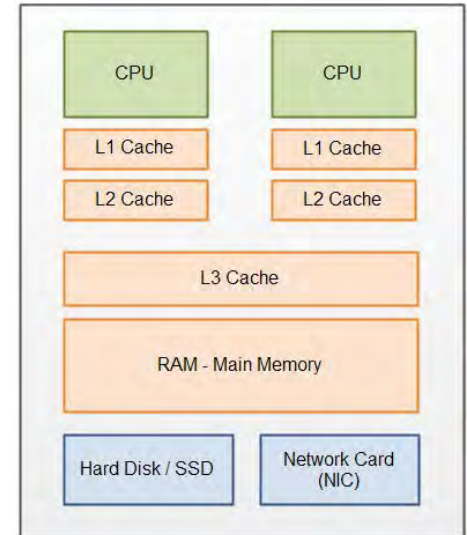 CPU
CPU
L1 Cache
L1 Cache
L2 Cache
L2 Cache
L3 Cache
RAM - Main Memory
Hard Disk / SSD
Network Card
(NIC)